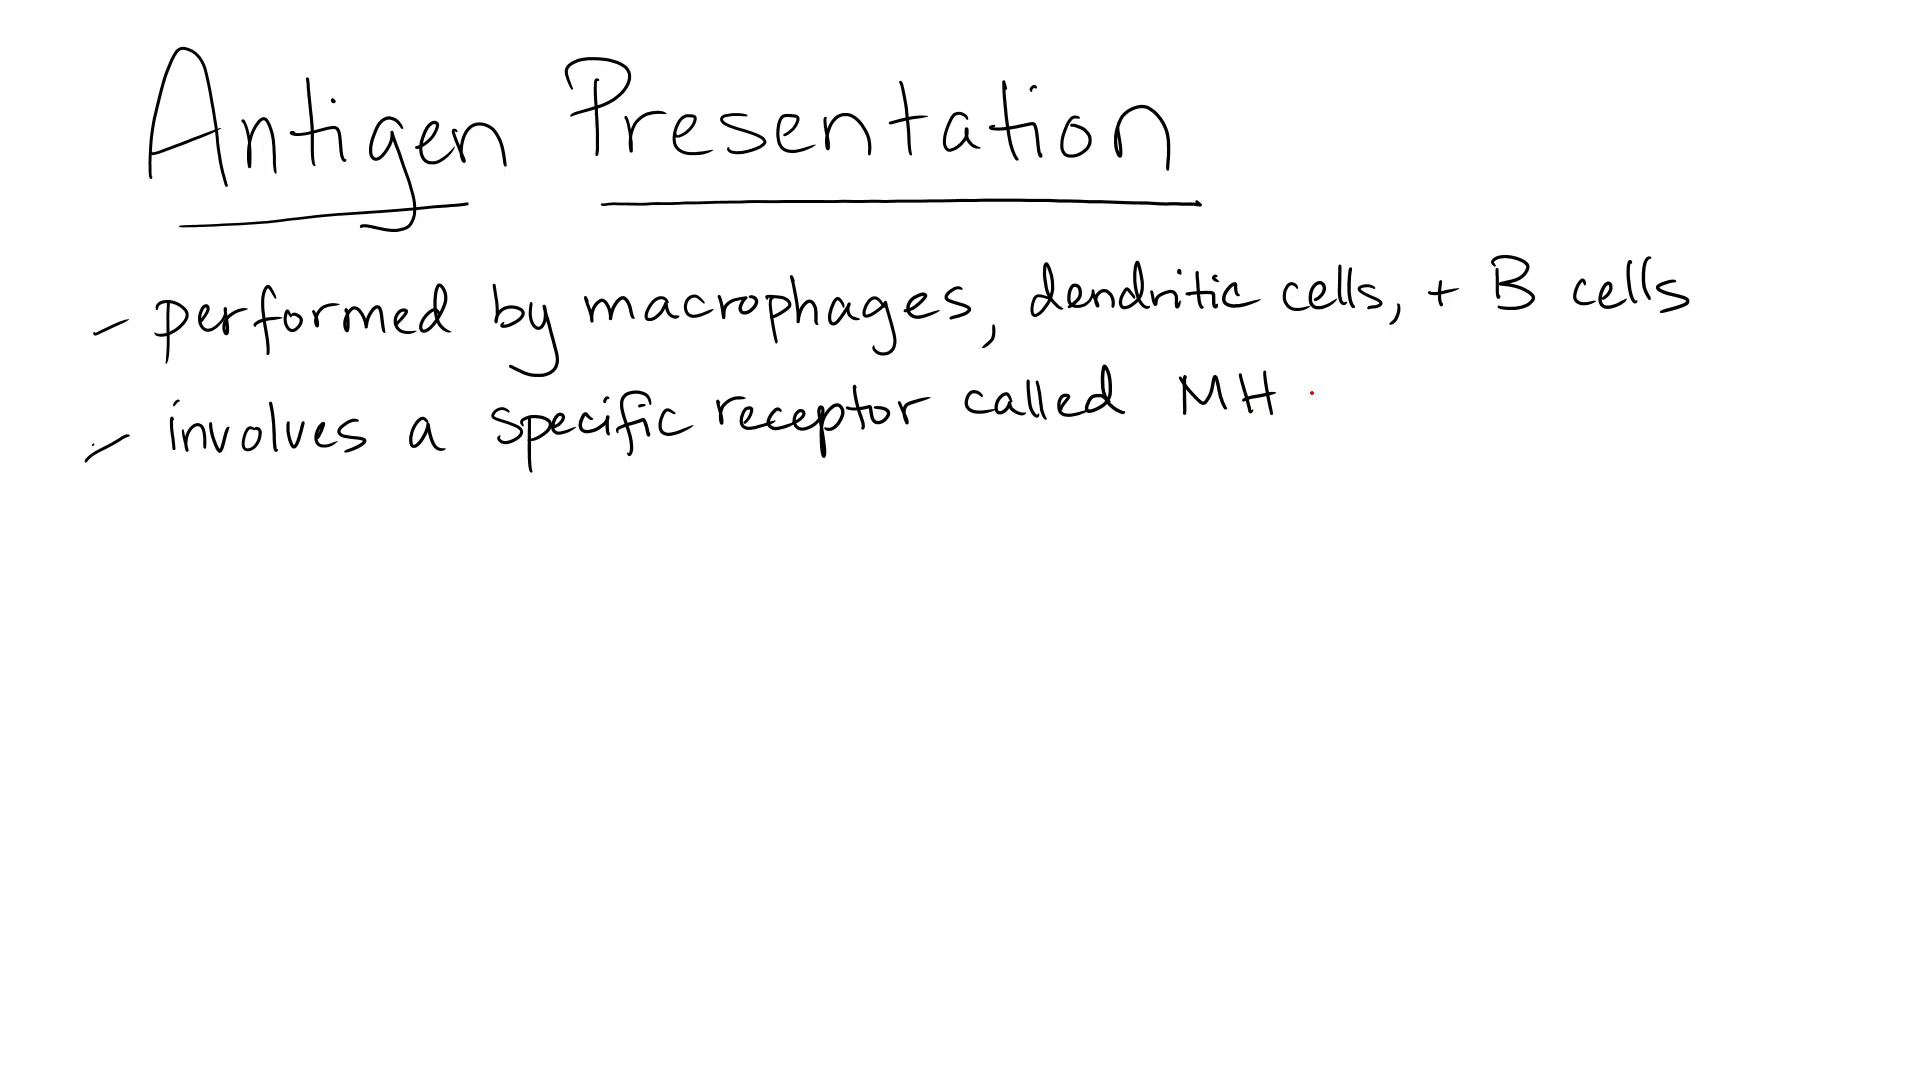 Antigen Presentation
- performed by macrophages, dendritic cells, + B cells
- involves a specific receptor called MH